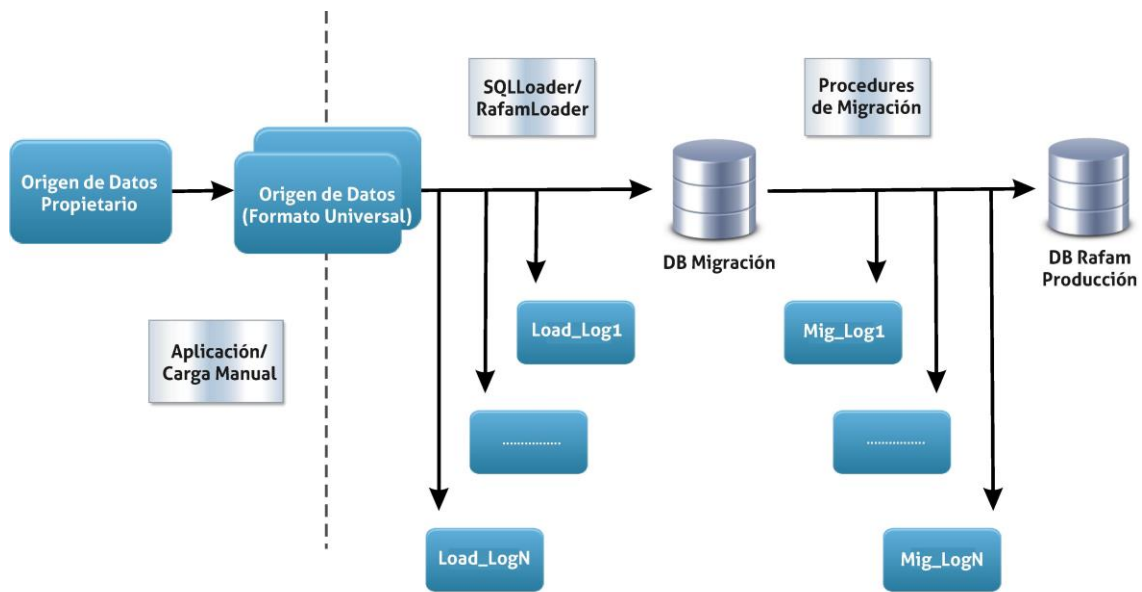 SQLLoader/
RafamLoader
Procedures
de Migración
Origen de Datos
Propietario
Origen de Datos
(Formato Universal)
DB Migración
DB Rafam
Producción
Aplicación/
Carga Manual
Load_Log1
Mig_Log1
................
................
Load_LogN
Mig_LogN